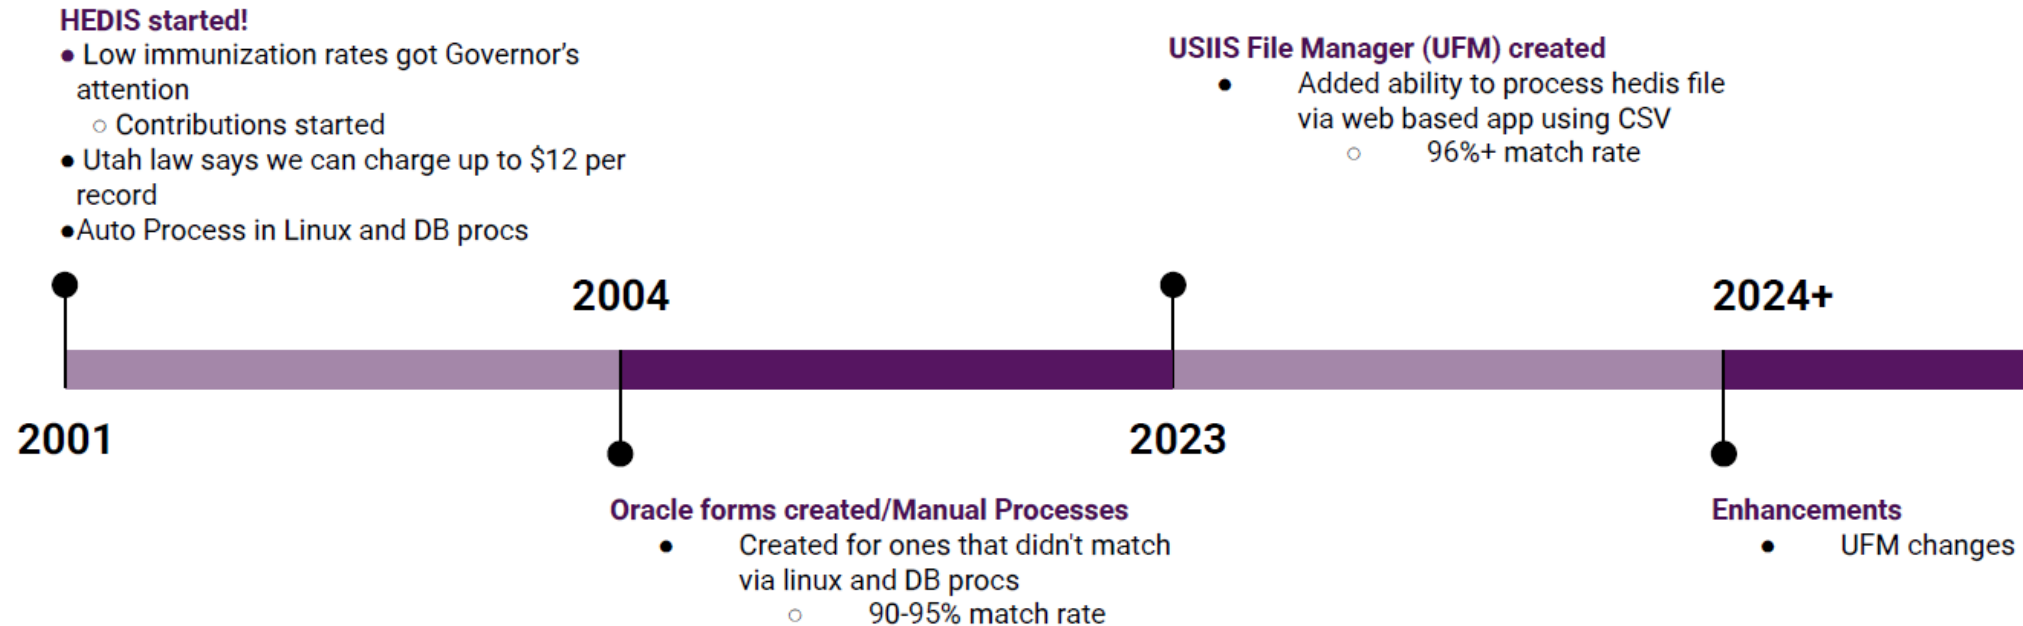 HEDIS started!
● Low immunization rates got Governor's
attention
○ Contributions started
● Utah law says we can charge up to $12 per
record
●Auto Process in Linux and DB procs
2001
2004
Oracle forms created/Manual Processes
● Created for ones that didn't match
via linux and DB procs
○ 90-95% match rate
USIIS File Manager (UFM) created
● Added ability to process hedis file
via web based app using CSV
○ 96%+ match rate
2023
2024+
Enhancements
● UFM changes